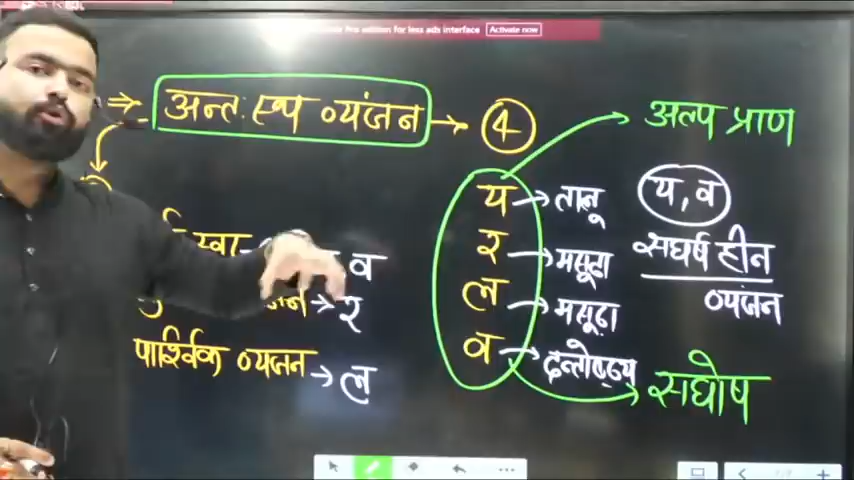 Pro edition for less ads interface Activate now
⇒ अन्तःस्थ व्यंजन → 4
अल्प प्राण
य → तालू
र → मसूढ़ा
ल → मसूढ़ा
व → दन्तोष्ठ्य
य, व
संघर्ष हीन
व्यंजन
सघोष
व
→ र
पार्श्विक व्यंजन → ल